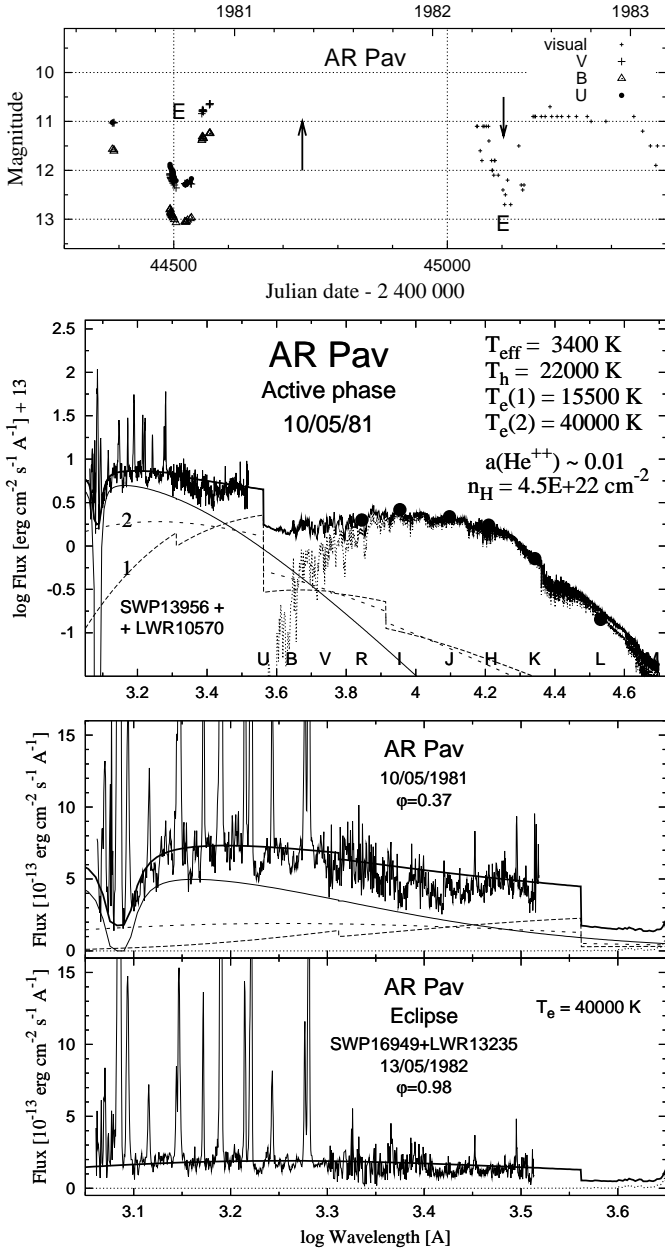 1981 1982 1983
AR Pav
visual
V
B
U
E
E
10
11
12
13
Magnitude
44500 45000
Julian date - 2 400 000
AR Pav
Active phase
10/05/81
T_eff = 3400 K
T_h = 22000 K
T_e(1) = 15500 K
T_e(2) = 40000 K
a(He^++) ~ 0.01
n_H = 4.5E+22 cm^-2
2.5
2
1.5
1
0.5
0
-0.5
-1
log Flux [erg cm^-2 s^-1 A^-1] + 13
2
1
SWP13956 +
+ LWR10570
U B V R I J H K L M
3.2 3.4 3.6 3.8 4 4.2 4.4 4.6
AR Pav
10/05/1981
φ=0.37
15
10
5
0
Flux [10^-13 erg cm^-2 s^-1 A^-1]
AR Pav
Eclipse
SWP16949+LWR13235
13/05/1982
φ=0.98
T_e = 40000 K
15
10
5
0
Flux [10^-13 erg cm^-2 s^-1 A^-1]
3.1 3.2 3.3 3.4 3.5 3.6
log Wavelength [A]